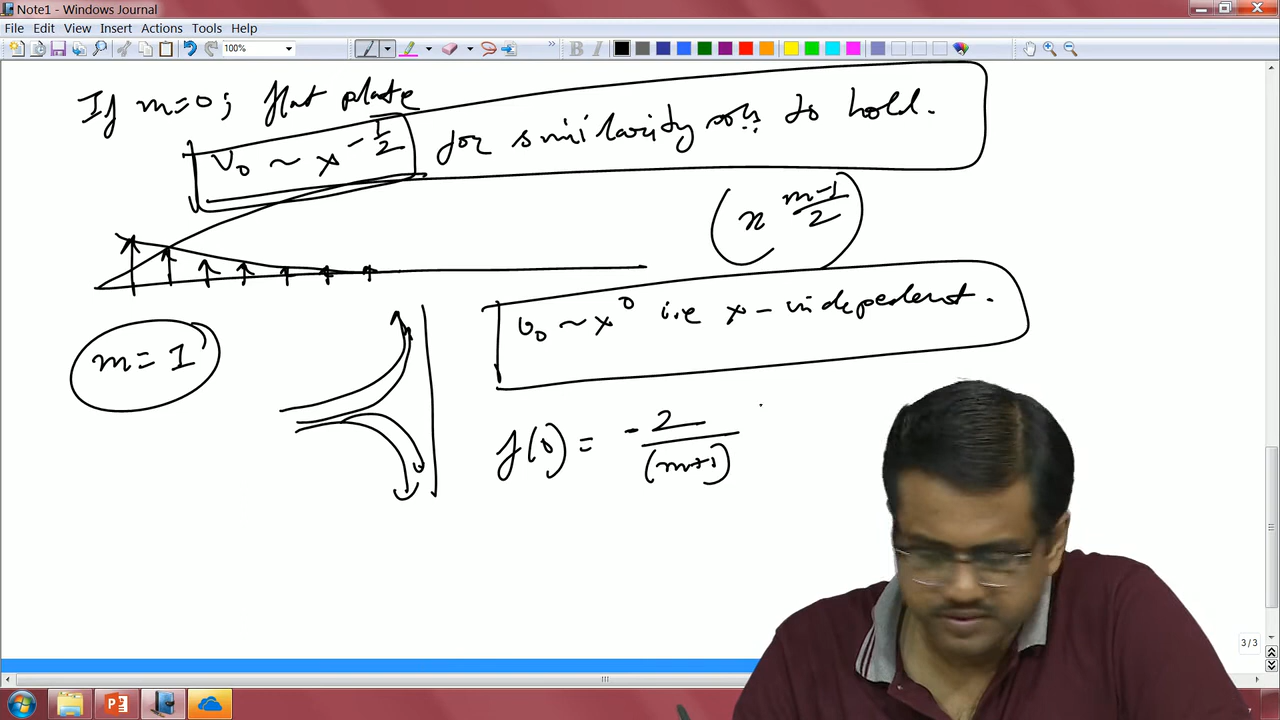 Note1 - Windows Journal
File Edit View Insert Actions Tools Help
100%
B I
If m=0; flat plate
v₀ ~ x^(-1/2) for similarity solⁿs to hold.
(x^((m-1)/2))
m = 1
v₀ ~ x⁰ i.e x - independent.
f(0) = -2/(m+1)
3/3